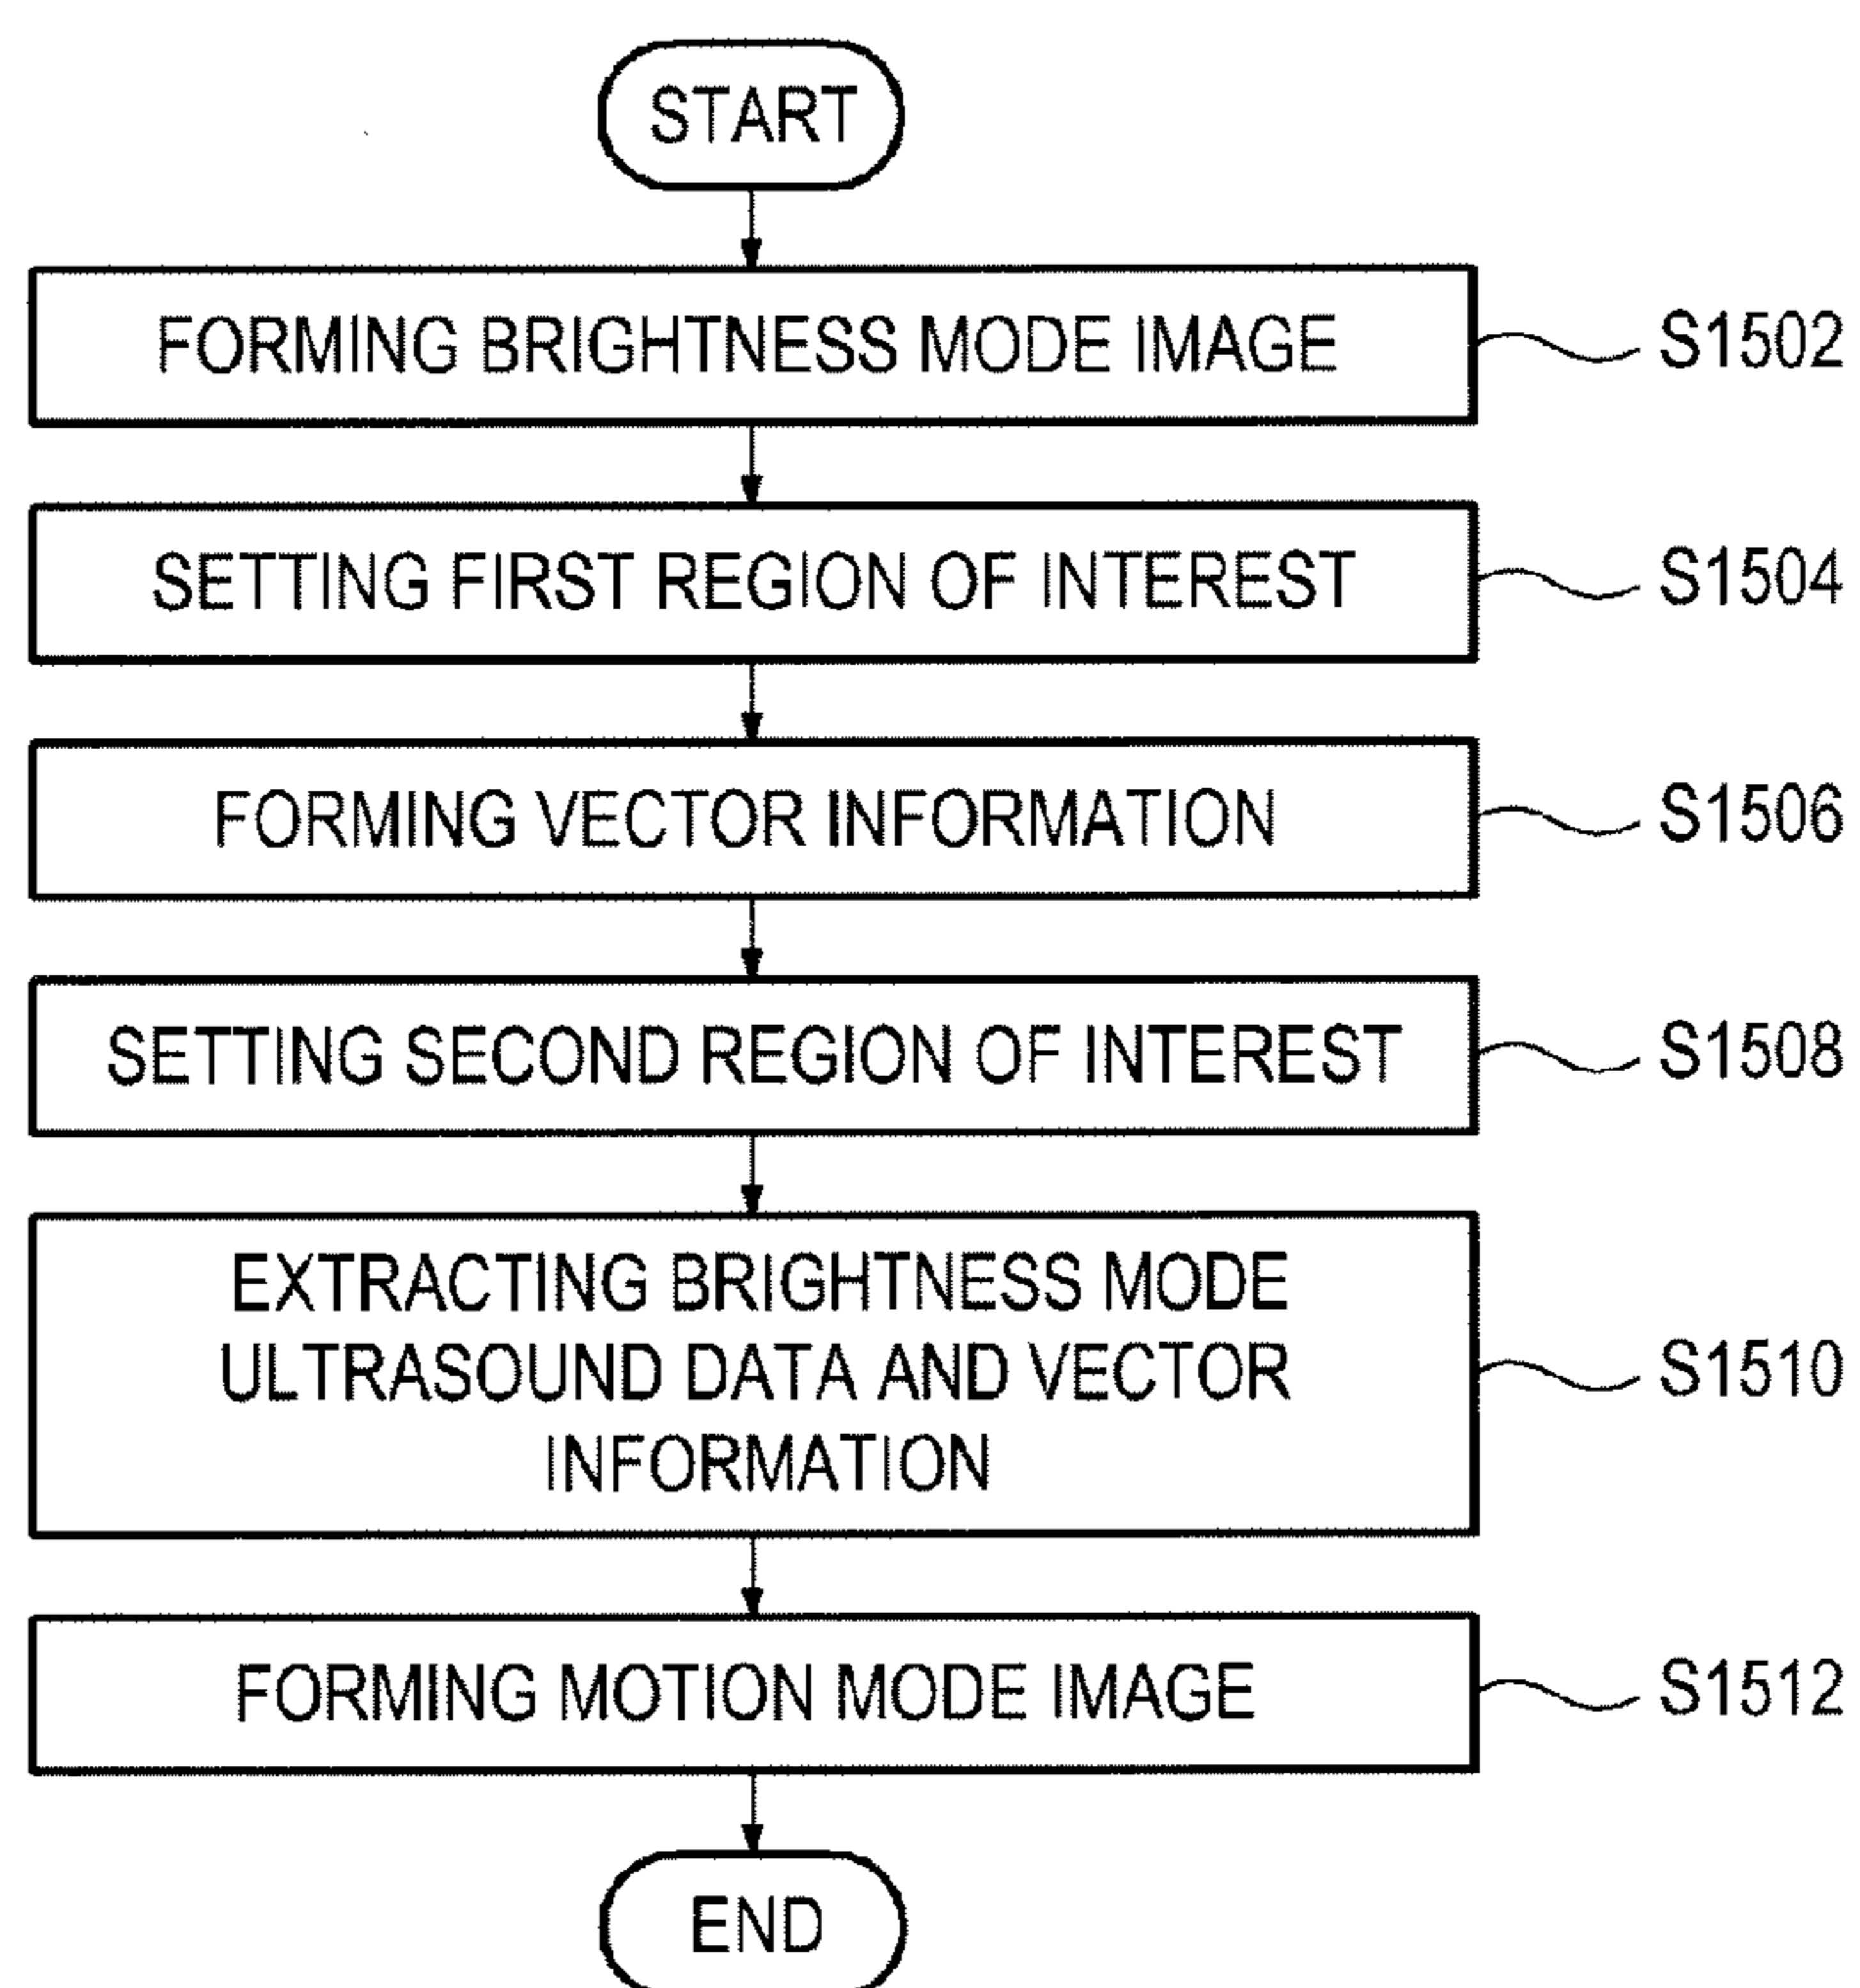 START
FORMING BRIGHTNESS MODE IMAGE
S1502
SETTING FIRST REGION OF INTEREST
S1504
FORMING VECTOR INFORMATION
S1506
SETTING SECOND REGION OF INTEREST
S1508
EXTRACTING BRIGHTNESS MODE
ULTRASOUND DATA AND VECTOR
INFORMATION
S1510
FORMING MOTION MODE IMAGE
S1512
END